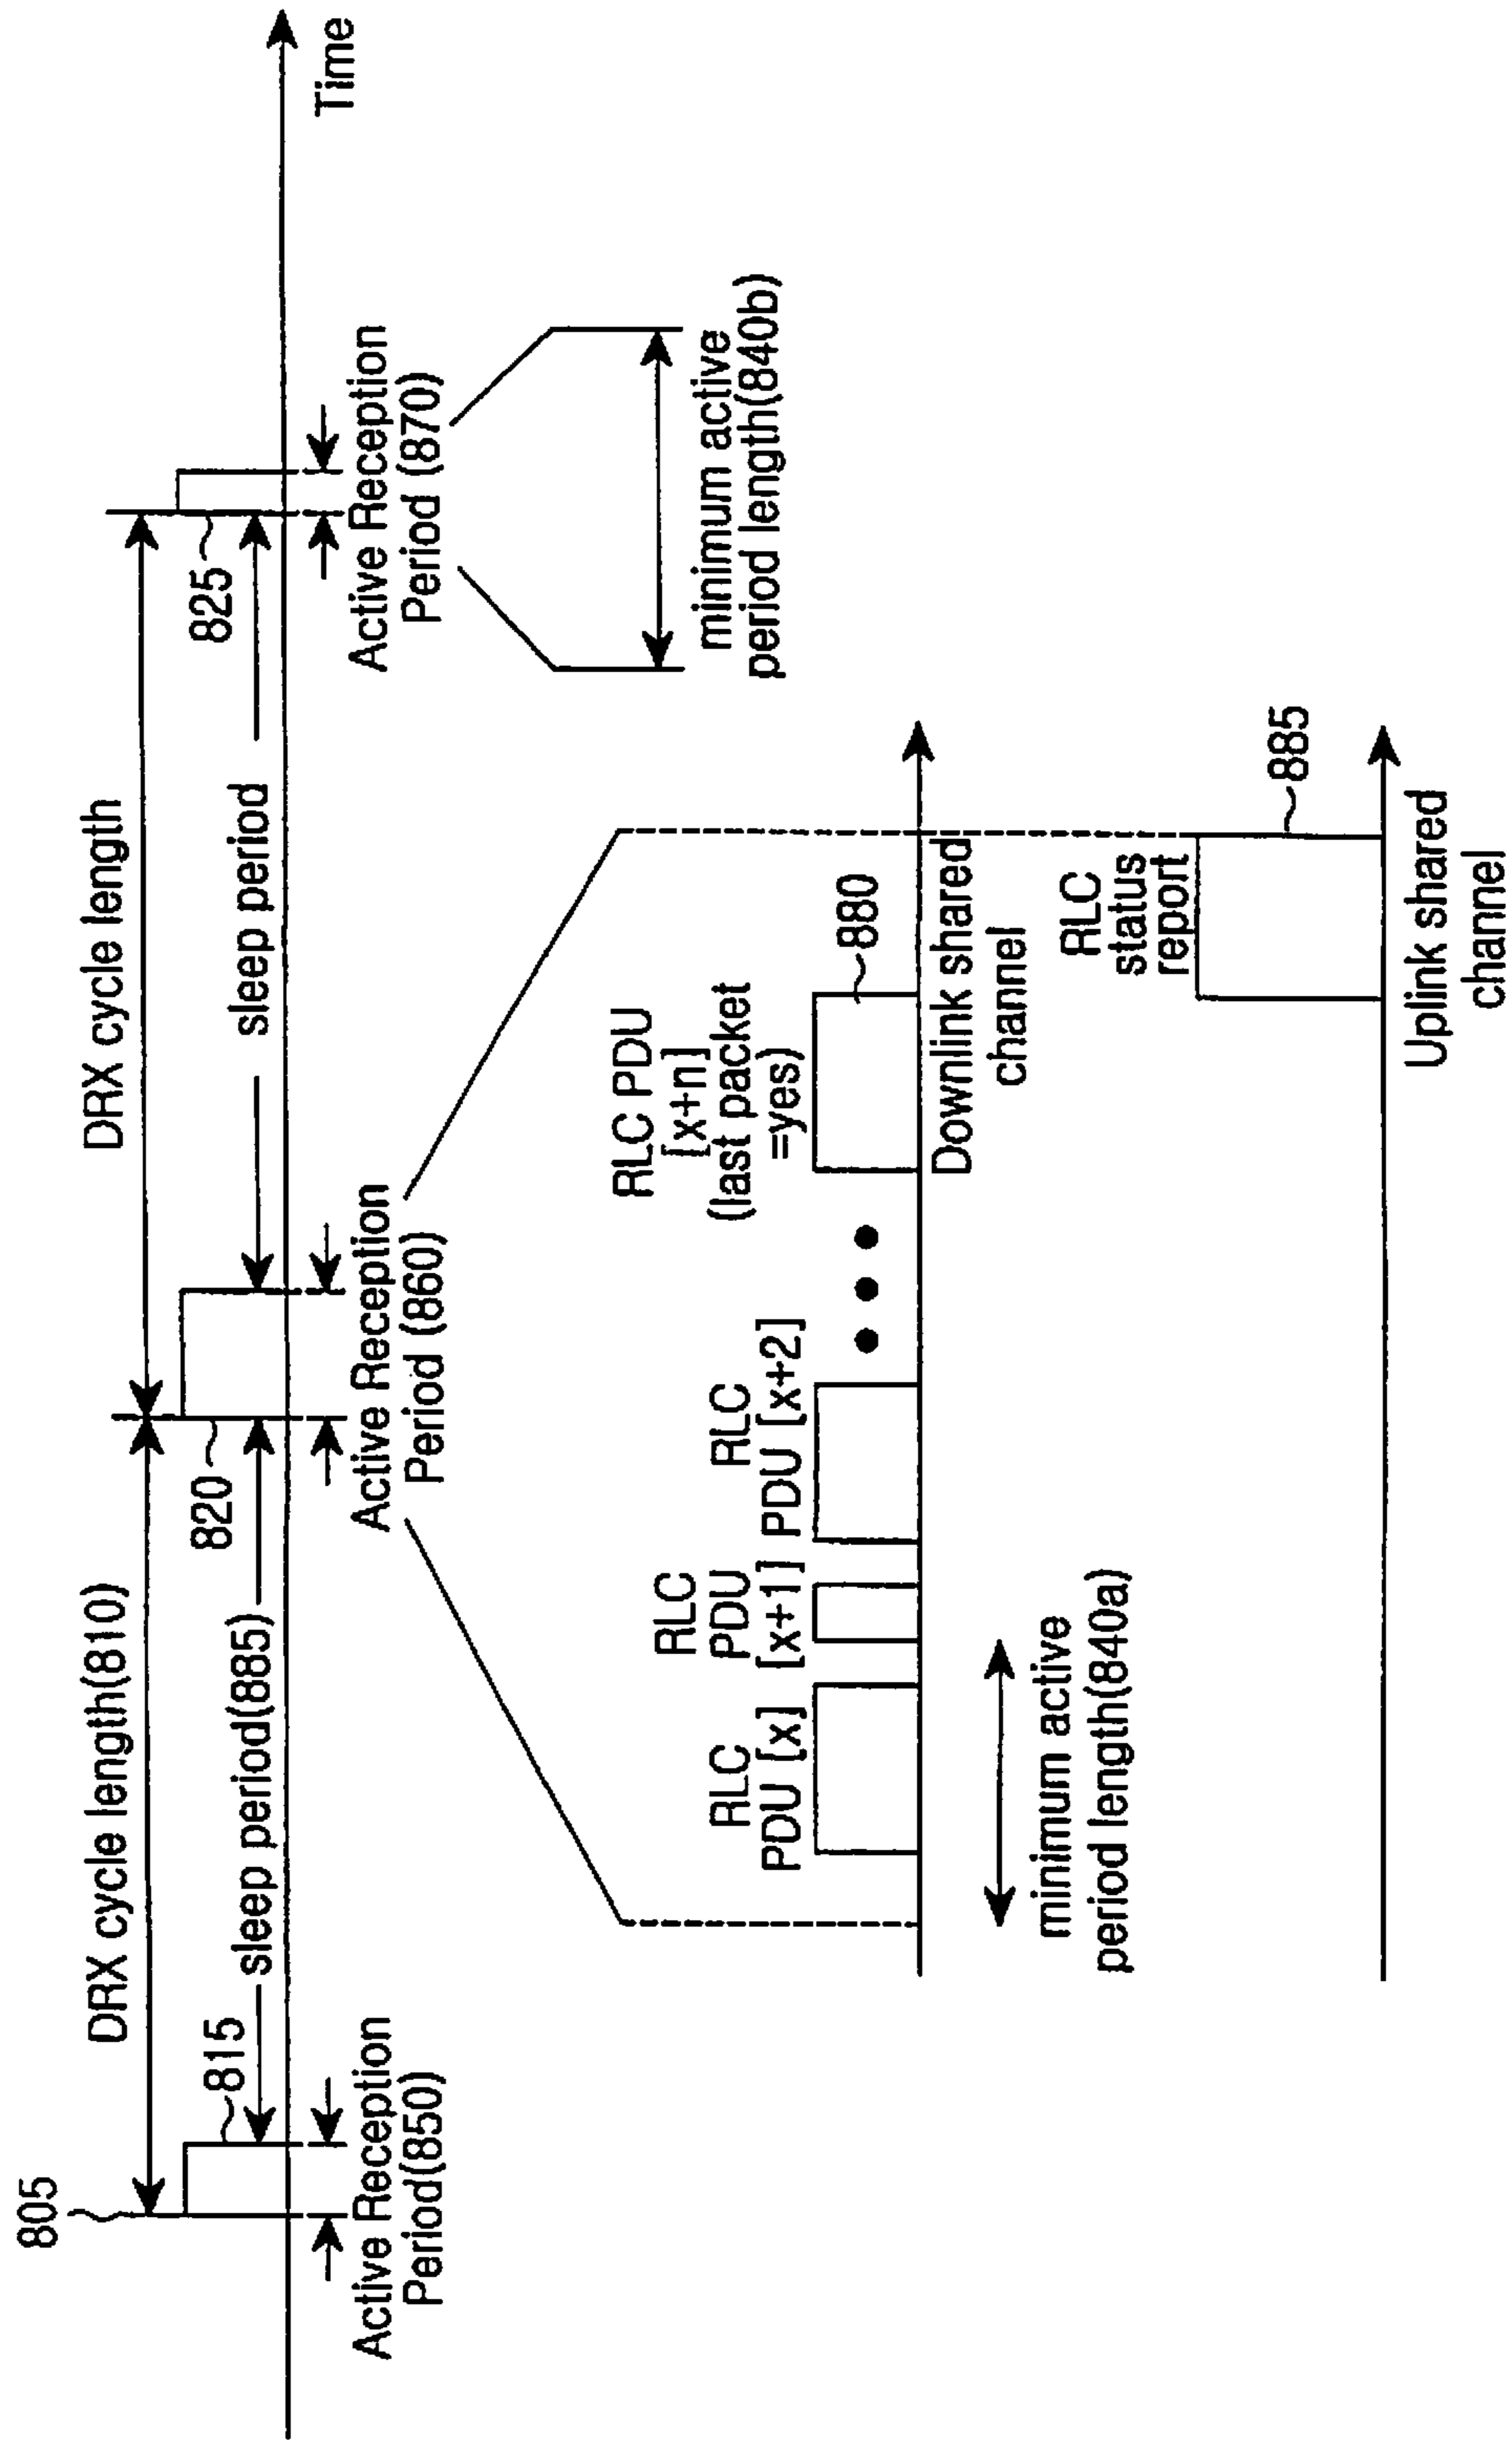 805
DRX cycle length(810)
DRX cycle length
815
820
825
sleep period(885)
sleep period
Time
Active Reception
Period(850)
Active Reception
Period (860)
Active Reception
Period (870)
minimum active
period length(840b)
RLC
PDU [x]
RLC
PDU
[x+1]
RLC
PDU [x+2]
RLC PDU
[x+n]
(last packet
=yes)
880
Downlink shared
channel
minimum active
period length(840a)
RLC
status
report
885
Uplink shared
channel